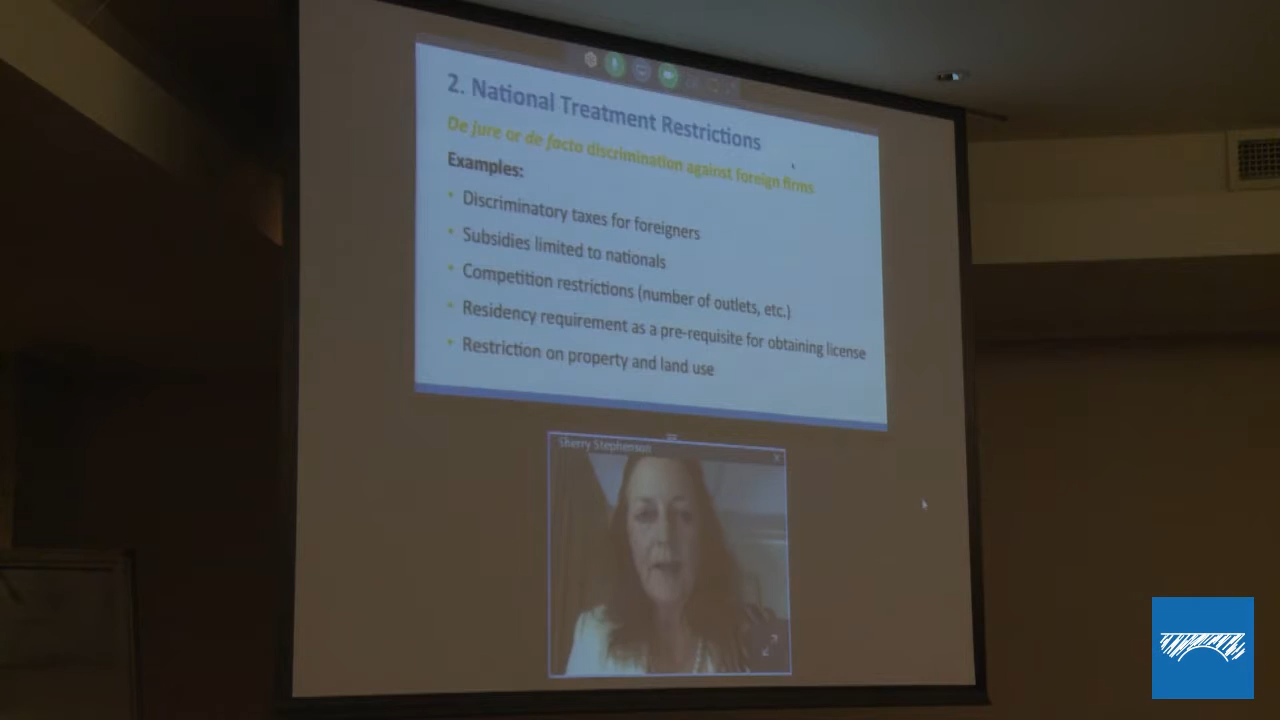 2. National Treatment Restrictions
De jure or de facto discrimination against foreign firms
Examples:
• Discriminatory taxes for foreigners
• Subsidies limited to nationals
• Competition restrictions (number of outlets, etc.)
• Residency requirement as a pre-requisite for obtaining license
• Restriction on property and land use
Sherry Stephenson